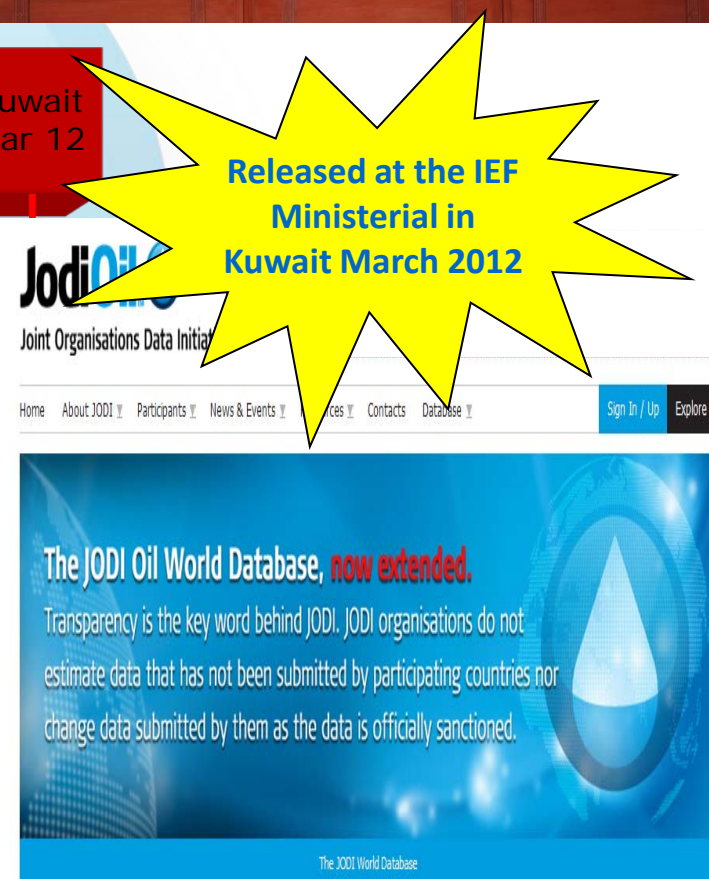 uwait
ar 12
Released at the IEF
Ministerial in
Kuwait March 2012
JodiOil
Joint Organisations Data Initia
Home About JODI Participants News & Events rces Contacts Database Sign In / Up Explore
The JODI Oil World Database, now extended.
Transparency is the key word behind JODI. JODI organisations do not
estimate data that has not been submitted by participating countries nor
change data submitted by them as the data is officially sanctioned.
The JODI World Database